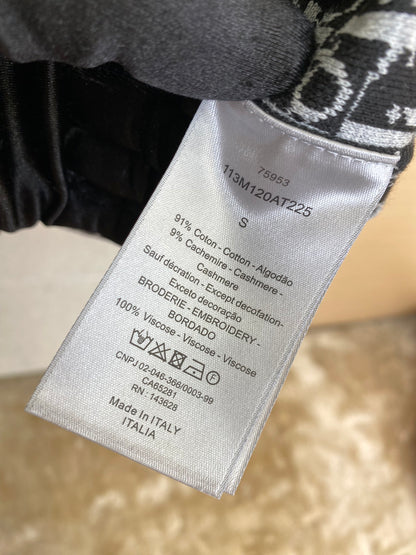 75953
113M120AT225
S
91% Coton - Cotton - Algodão
9% Cachemire - Cashmere -
Cashmere
Sauf décration - Except decofation-
Exceto decoração
BRODERIE - EMBROIDERY -
BORDADO
100% Viscose - Viscose - Viscose
CNPJ 02-046-366/0003-99
CA65281
RN : 143628
Made In ITALY
ITALIA